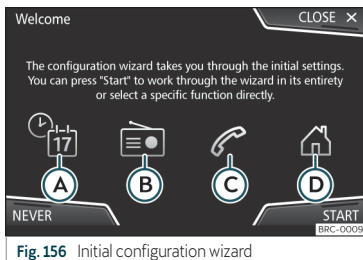 Welcome
CLOSE ×
The configuration wizard takes you through the initial settings.
You can press "Start" to work through the wizard in its entirety
or select a specific function directly.
17
A B C D
NEVER
START
BRC-0009
Fig. 156 Initial configuration wizard